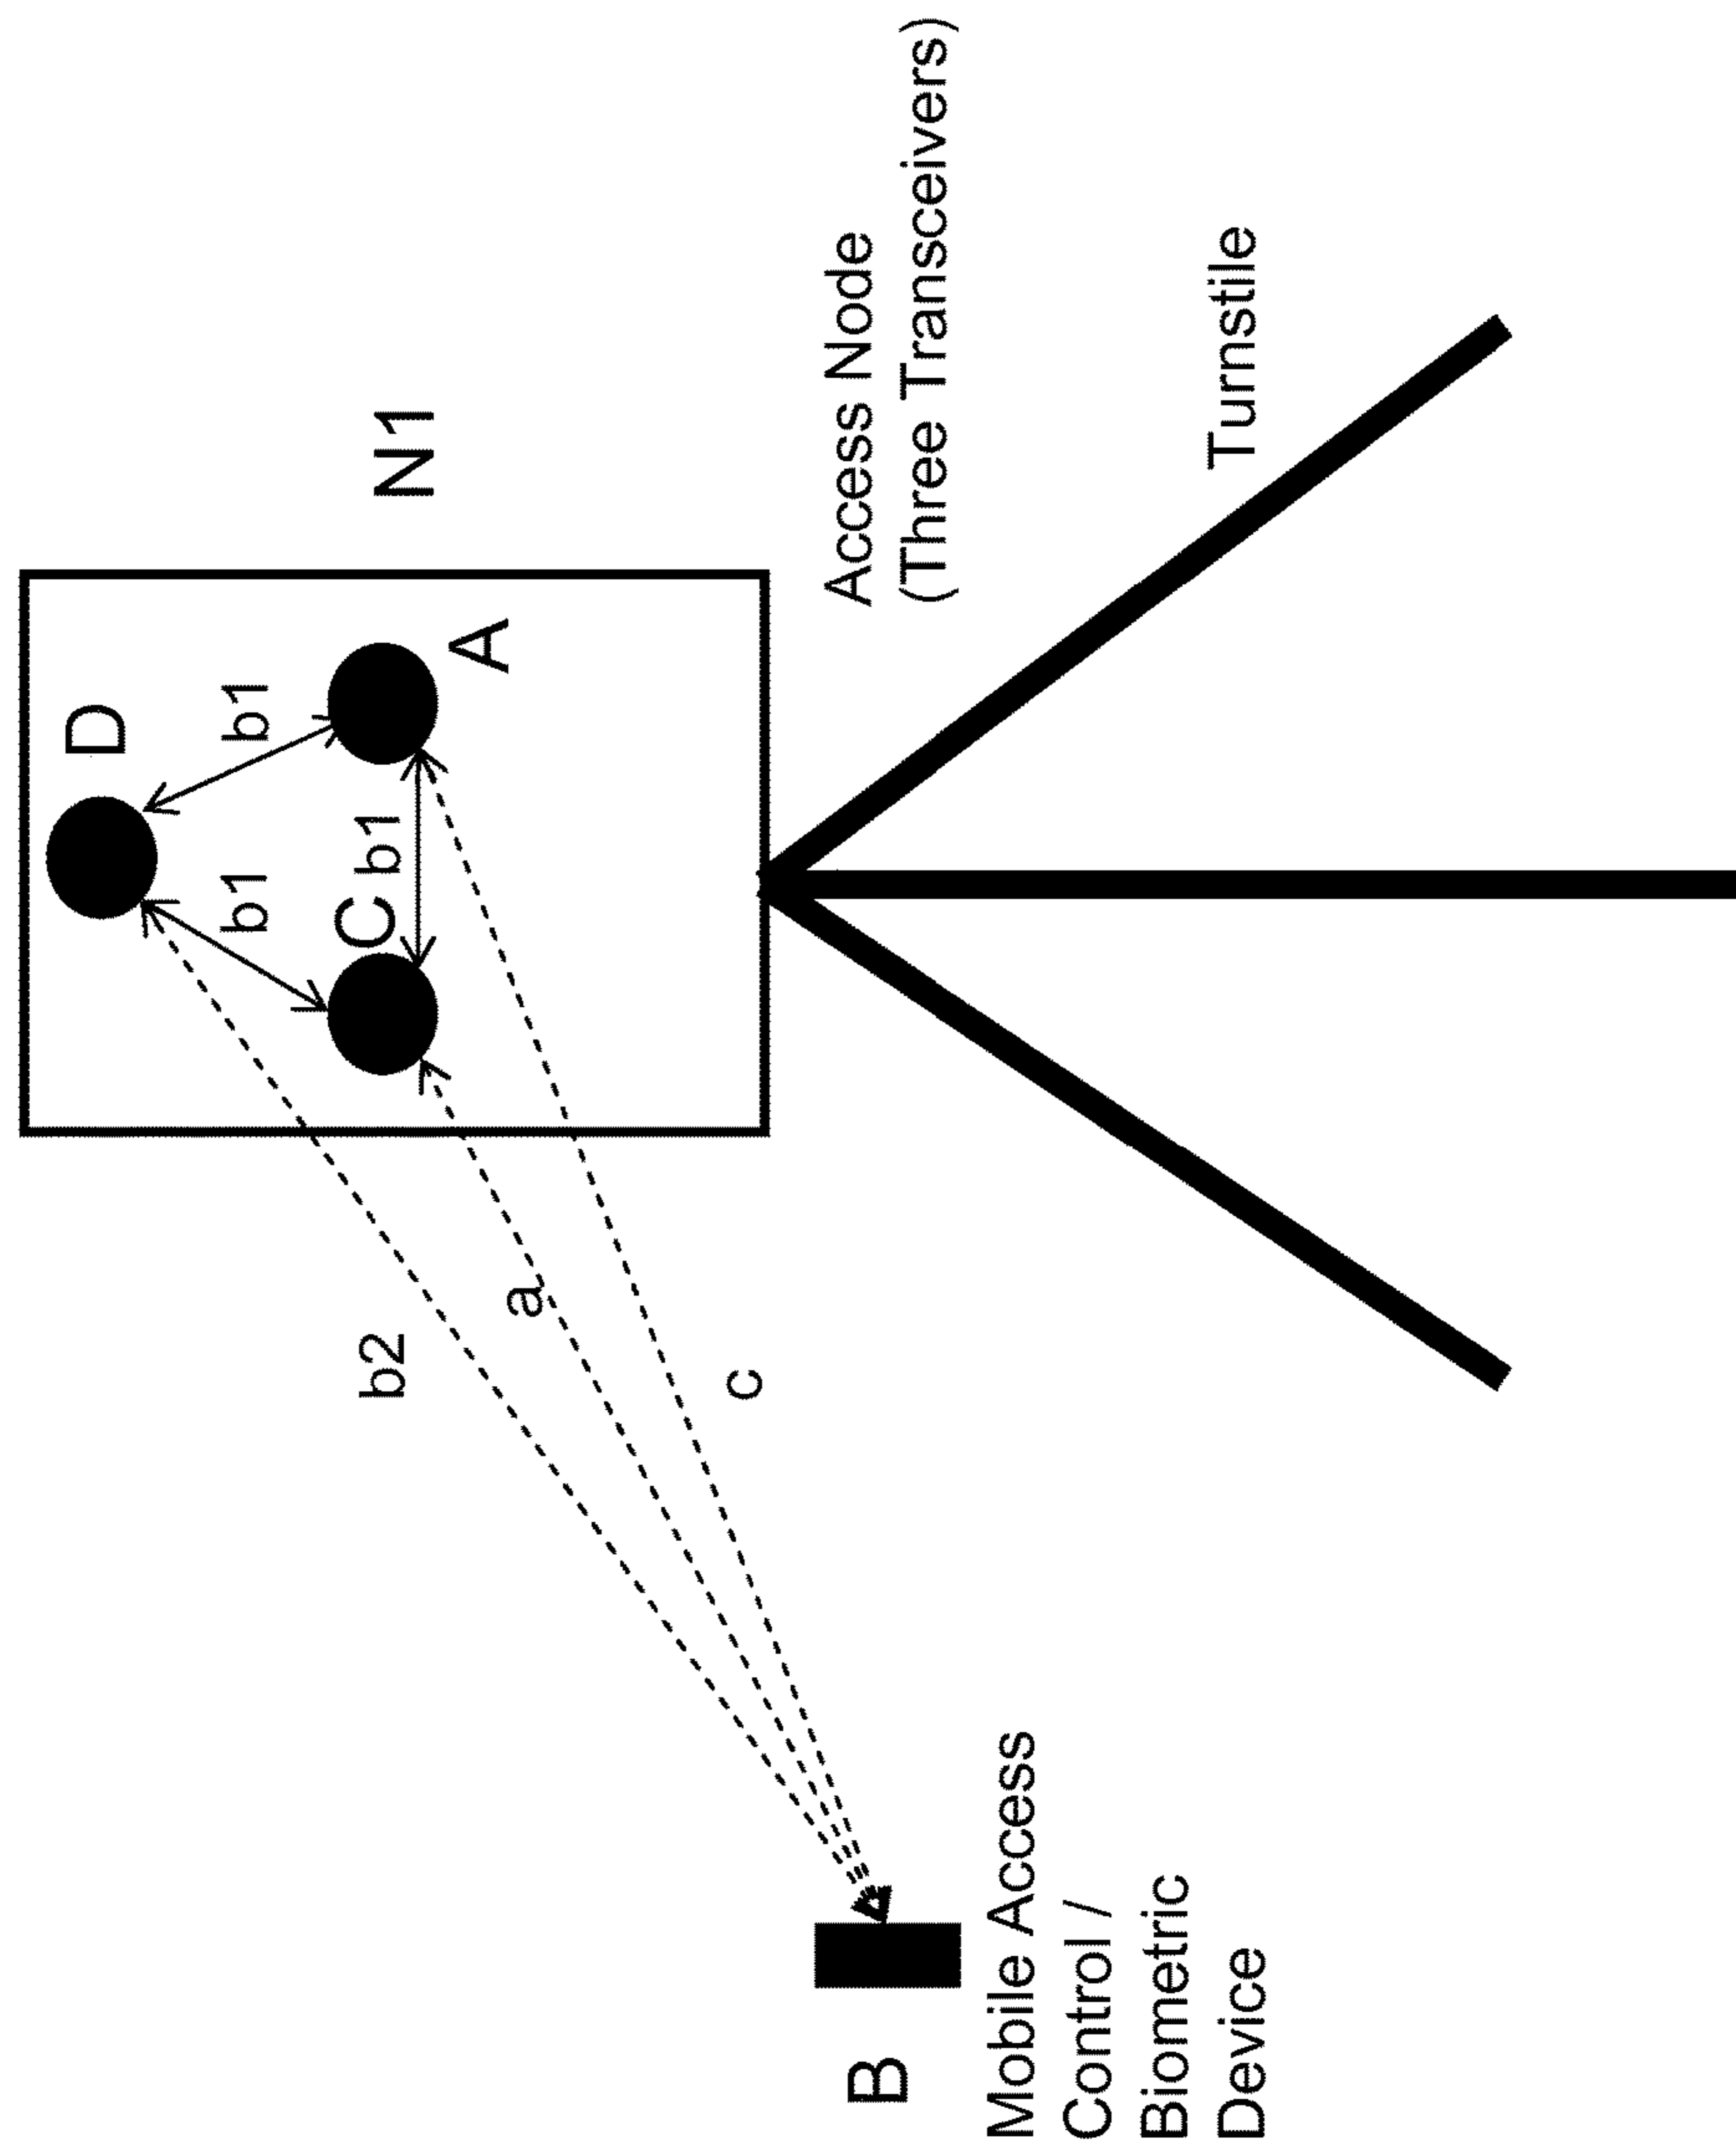 D
b1
b1
C
b1
A
N1
b2
a
c
B
Mobile Access
Control /
Biometric
Device
Access Node
(Three Transceivers)
Turnstile